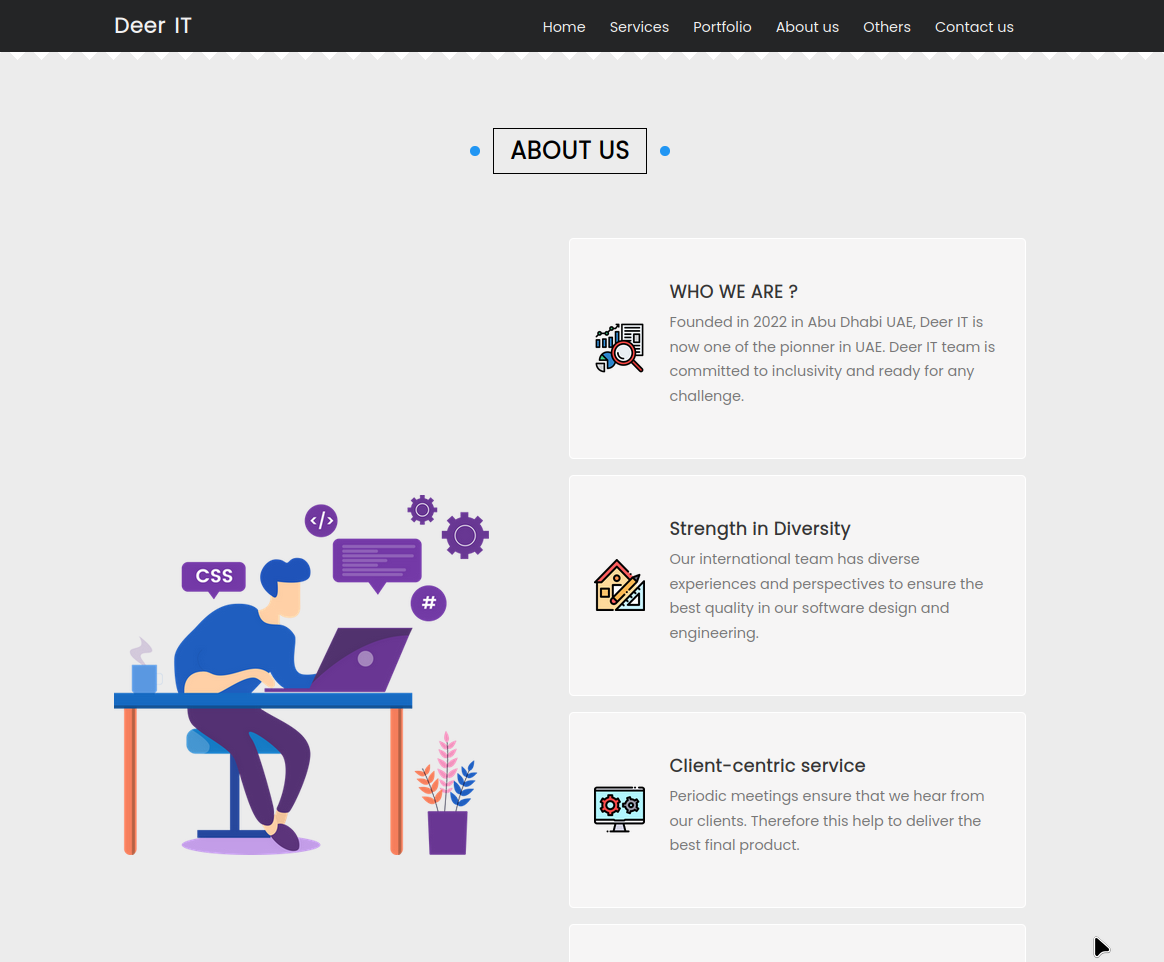 Deer IT
Home Services Portfolio About us Others Contact us
ABOUT US
WHO WE ARE ?
Founded in 2022 in Abu Dhabi UAE, Deer IT is
now one of the pionner in UAE. Deer IT team is
committed to inclusivity and ready for any
challenge.
</>
CSS
#
Strength in Diversity
Our international team has diverse
experiences and perspectives to ensure the
best quality in our software design and
engineering.
Client-centric service
Periodic meetings ensure that we hear from
our clients. Therefore this help to deliver the
best final product.